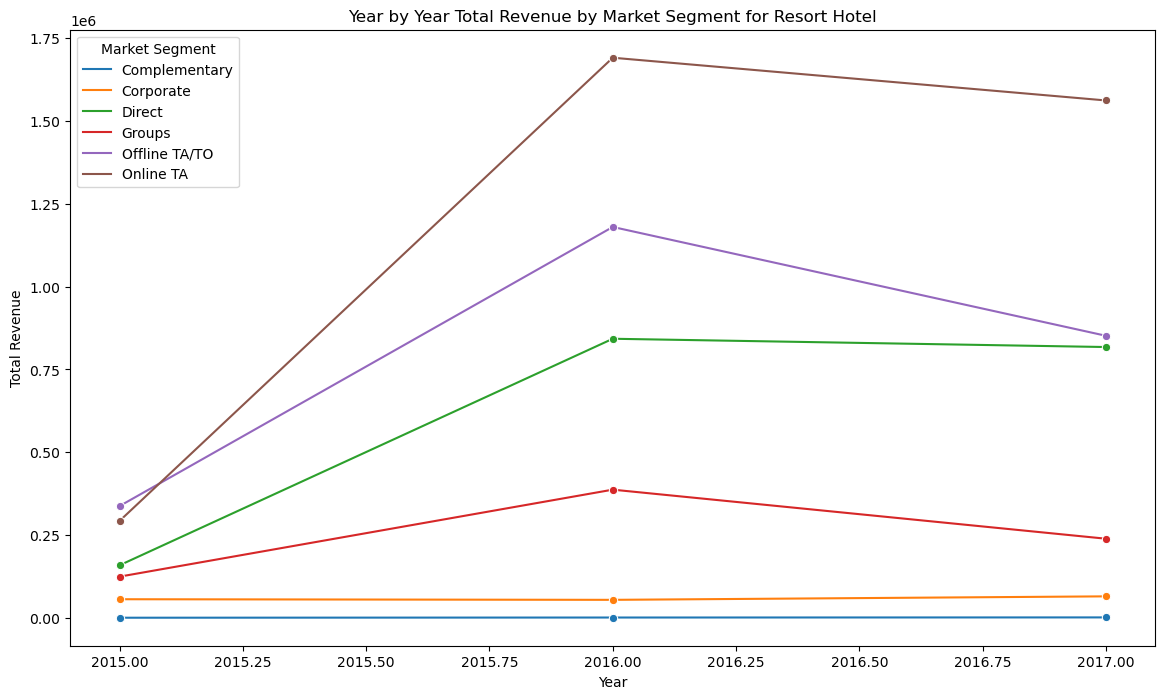 Year by Year Total Revenue by Market Segment for Resort Hotel
1e6
1.75
1.50
1.25
1.00
0.75
0.50
0.25
0.00
Total Revenue
Market Segment
Complementary
Corporate
Direct
Groups
Offline TA/TO
Online TA
2015.00
2015.25
2015.50
2015.75
2016.00
2016.25
2016.50
2016.75
2017.00
Year